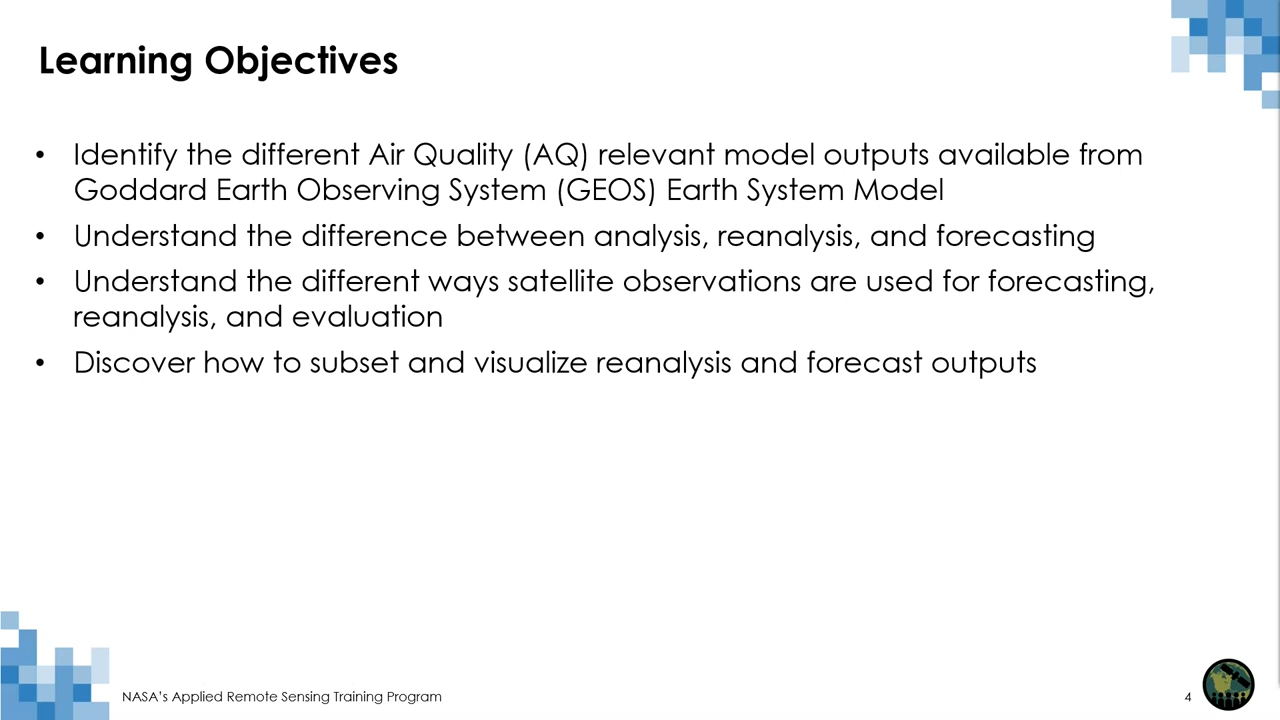 Learning Objectives
• Identify the different Air Quality (AQ) relevant model outputs available from
Goddard Earth Observing System (GEOS) Earth System Model
• Understand the difference between analysis, reanalysis, and forecasting
• Understand the different ways satellite observations are used for forecasting,
reanalysis, and evaluation
• Discover how to subset and visualize reanalysis and forecast outputs
NASA's Applied Remote Sensing Training Program
4